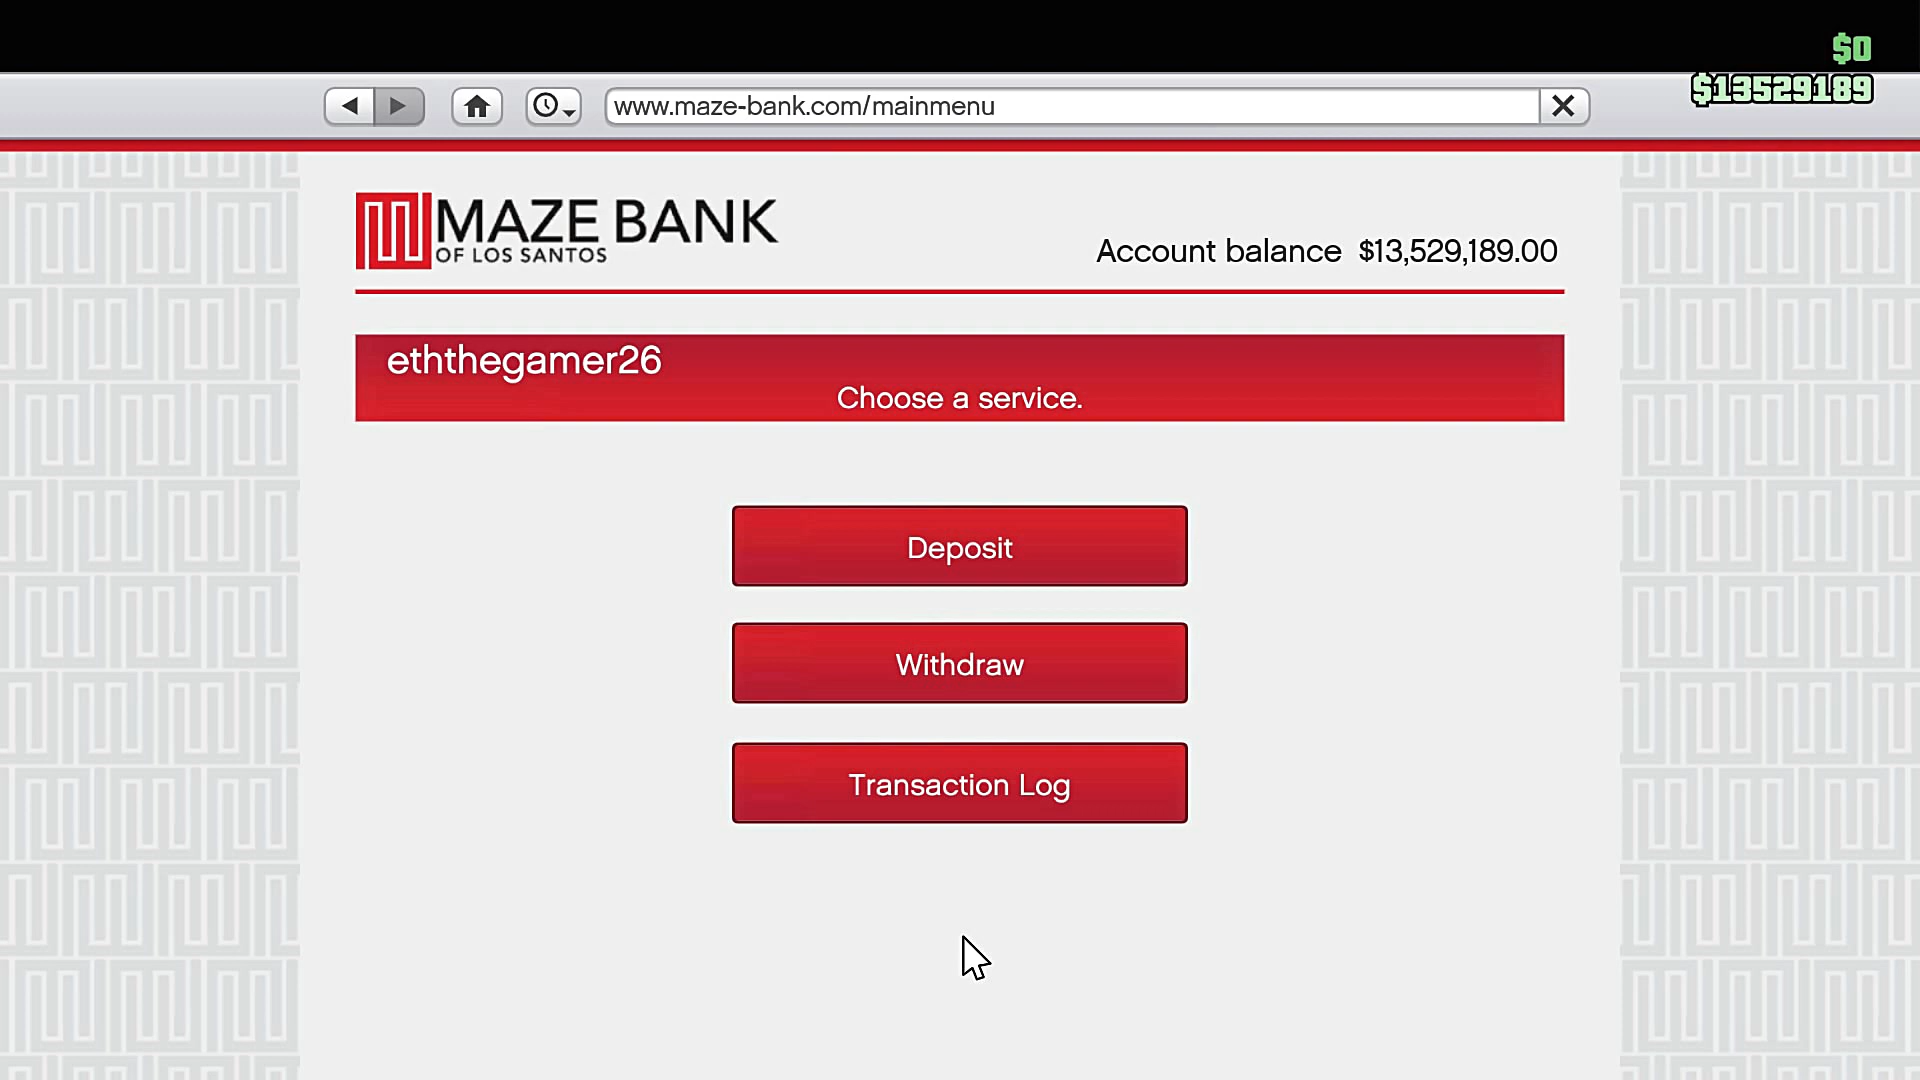 $0
$13529189
www.maze-bank.com/mainmenu
MAZE BANK
OF LOS SANTOS
Account balance $13,529,189.00
eththegamer26
Choose a service.
Deposit
Withdraw
Transaction Log